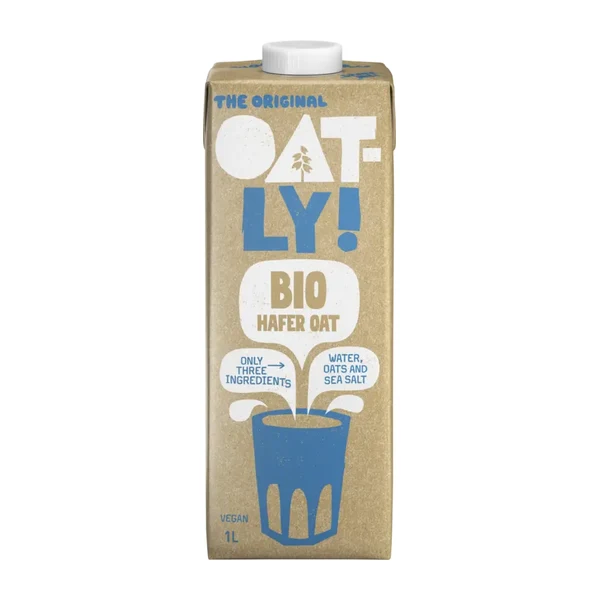 THE ORIGINAL
OAT-
LY!
BIO
HAFER OAT
ONLY →
THREE
INGREDIENTS
WATER,
OATS AND
SEA SALT
VEGAN
1L